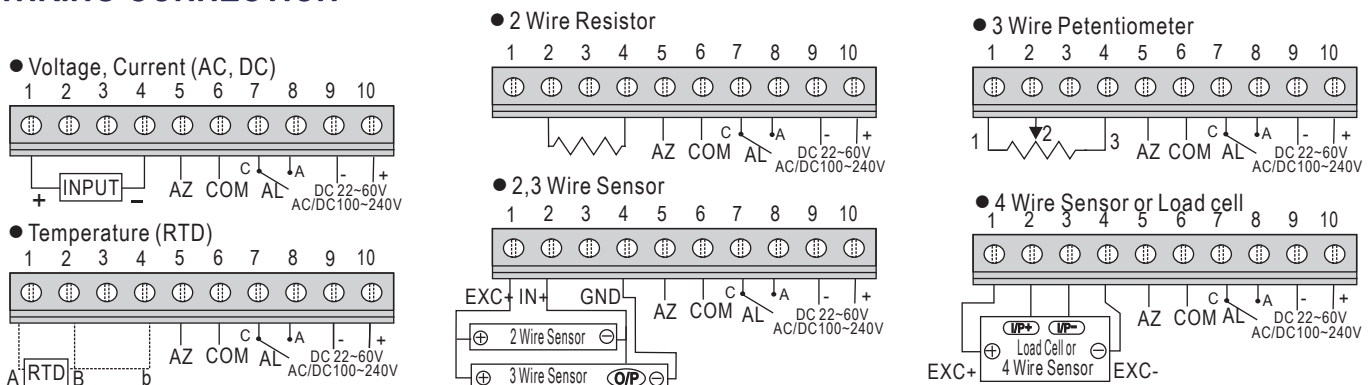 ● Voltage, Current (AC, DC)
1 2 3 4 5 6 7 8 9 10
+ INPUT - AZ COM AL C A - +
DC 22~60V
AC/DC100~240V
● Temperature (RTD)
1 2 3 4 5 6 7 8 9 10
A RTD B b AZ COM AL C A - +
DC 22~60V
AC/DC100~240V
● 2 Wire Resistor
1 2 3 4 5 6 7 8 9 10
AZ COM AL C A - +
DC 22~60V
AC/DC100~240V
● 2,3 Wire Sensor
1 2 3 4 5 6 7 8 9 10
EXC+ IN+ GND AZ COM AL C A - +
DC 22~60V
AC/DC100~240V
⊕ 2 Wire Sensor ⊖
⊕ 3 Wire Sensor O/P ⊖
● 3 Wire Petentiometer
1 2 3 4 5 6 7 8 9 10
1 2 3 AZ COM AL C A - +
DC 22~60V
AC/DC100~240V
● 4 Wire Sensor or Load cell
1 2 3 4 5 6 7 8 9 10
I/P+ I/P- AZ COM AL C A - +
DC 22~60V
AC/DC100~240V
⊕ Load Cell or ⊖
EXC+ 4 Wire Sensor EXC-